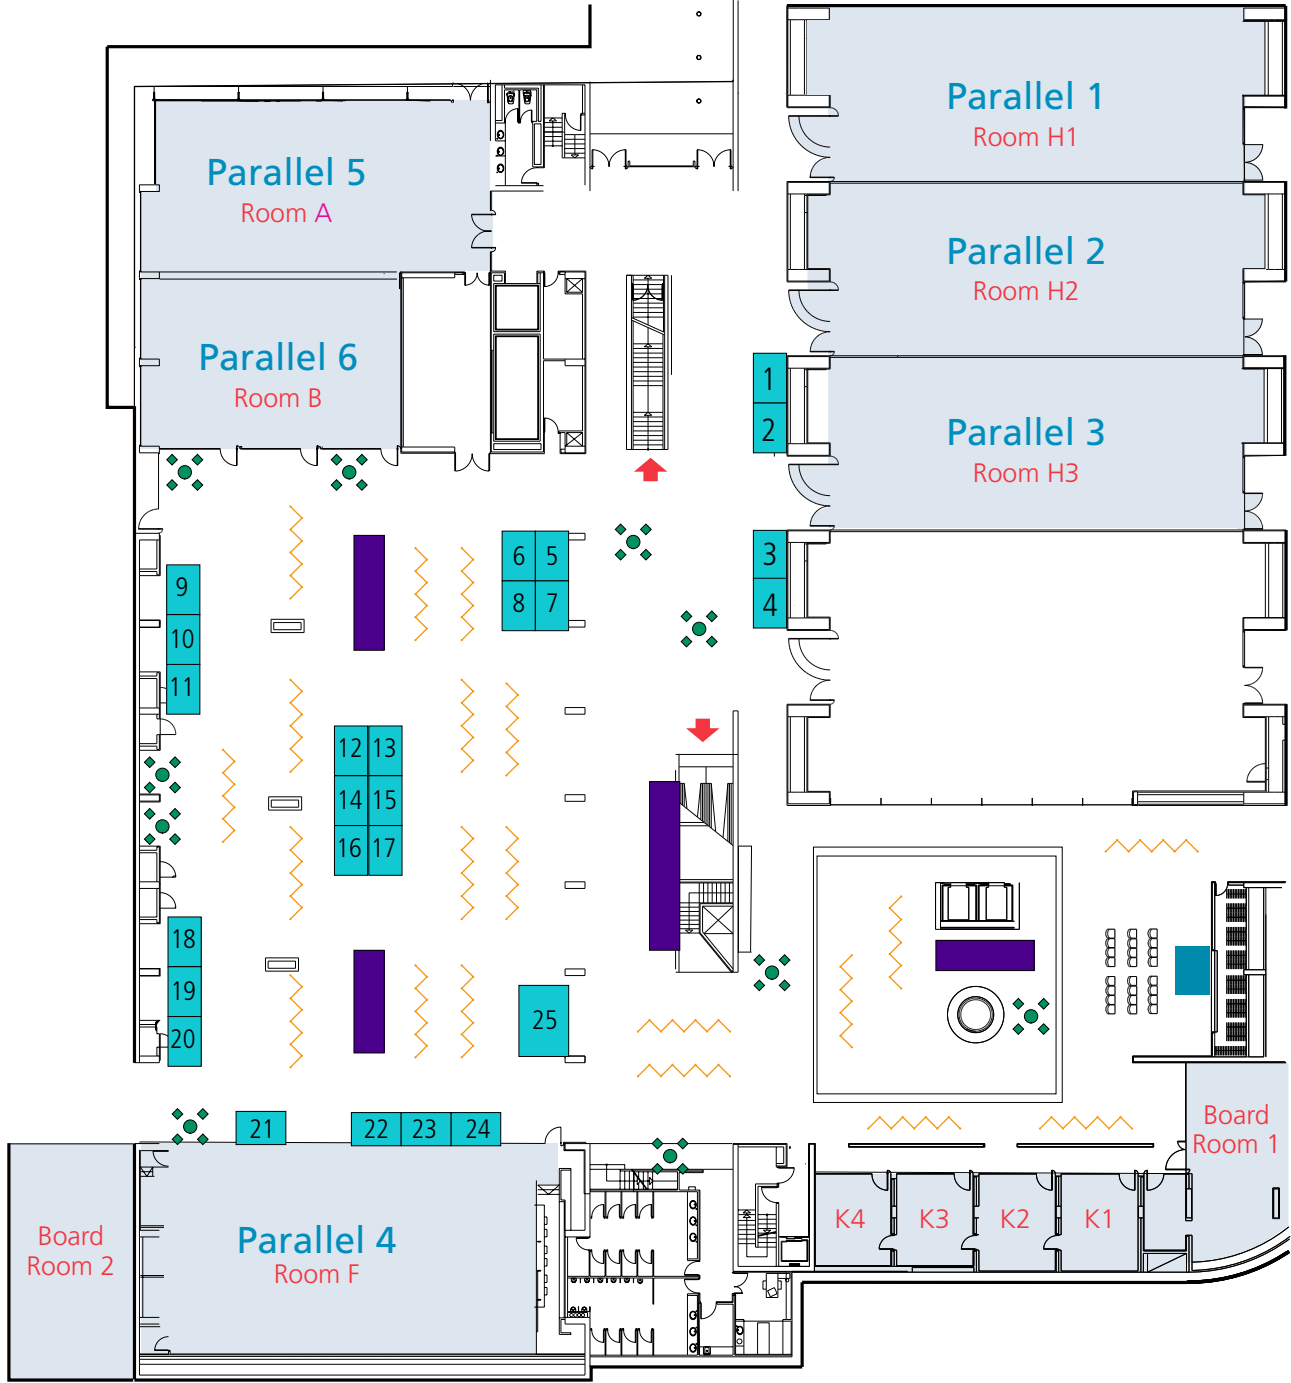 Parallel 1
Room H1
Parallel 5
Room A
Parallel 2
Room H2
Parallel 6
Room B
1
2
Parallel 3
Room H3
6
5
8
7
3
4
9
10
11
12
13
14
15
16
17
18
19
20
25
21
22
23
24
Board
Room 1
K4
K3
K2
K1
Board
Room 2
Parallel 4
Room F